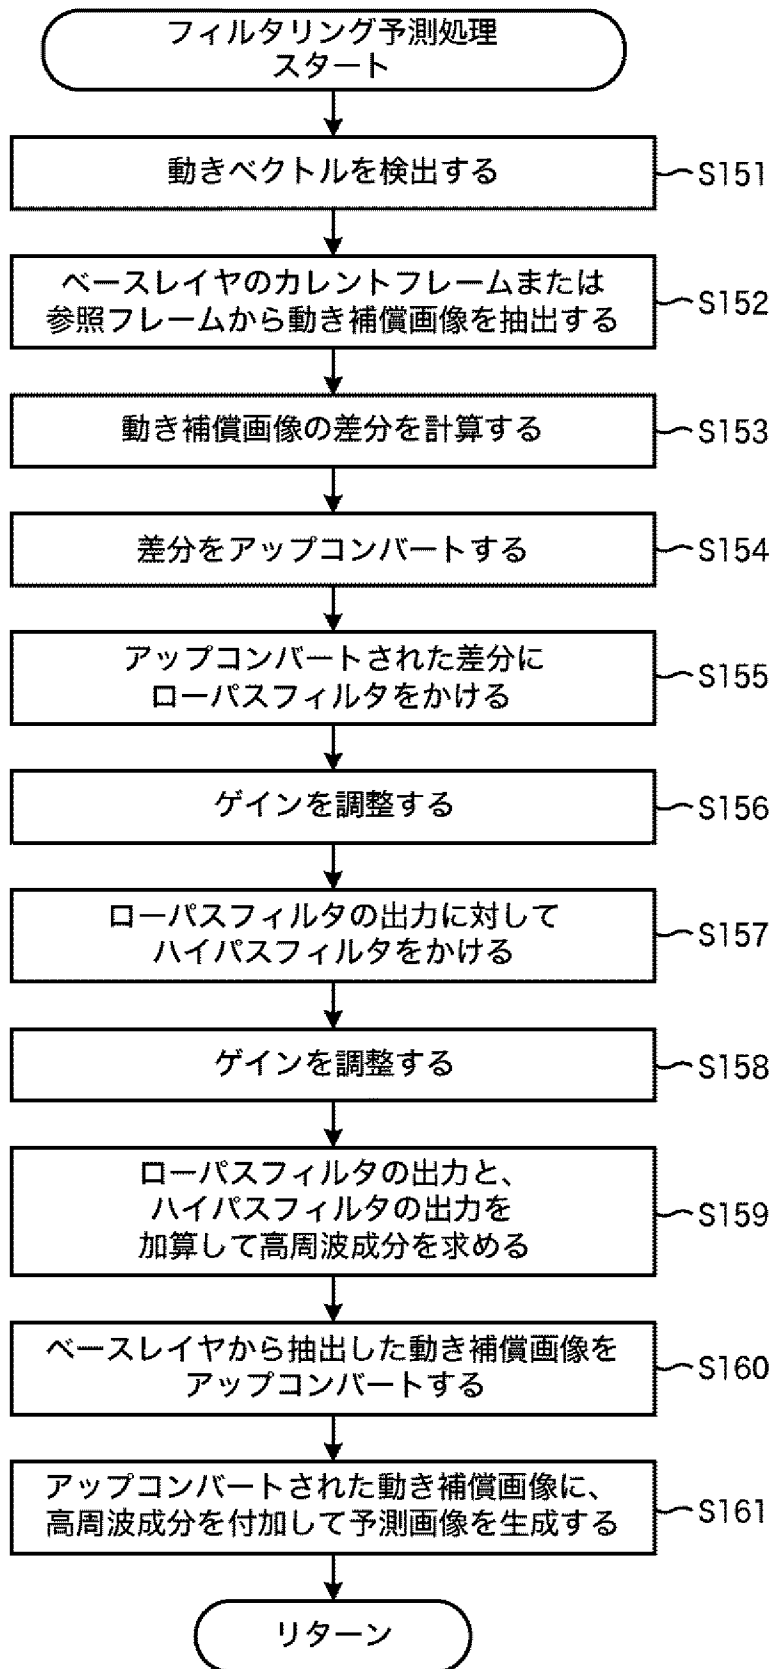 フィルタリング予測処理
スタート
動きベクトルを検出する
S151
ベースレイヤのカレントフレームまたは
参照フレームから動き補償画像を抽出する
S152
動き補償画像の差分を計算する
S153
差分をアップコンバートする
S154
アップコンバートされた差分に
ローパスフィルタをかける
S155
ゲインを調整する
S156
ローパスフィルタの出力に対して
ハイパスフィルタをかける
S157
ゲインを調整する
S158
ローパスフィルタの出力と、
ハイパスフィルタの出力を
加算して高周波成分を求める
S159
ベースレイヤから抽出した動き補償画像を
アップコンバートする
S160
アップコンバートされた動き補償画像に、
高周波成分を付加して予測画像を生成する
S161
リターン